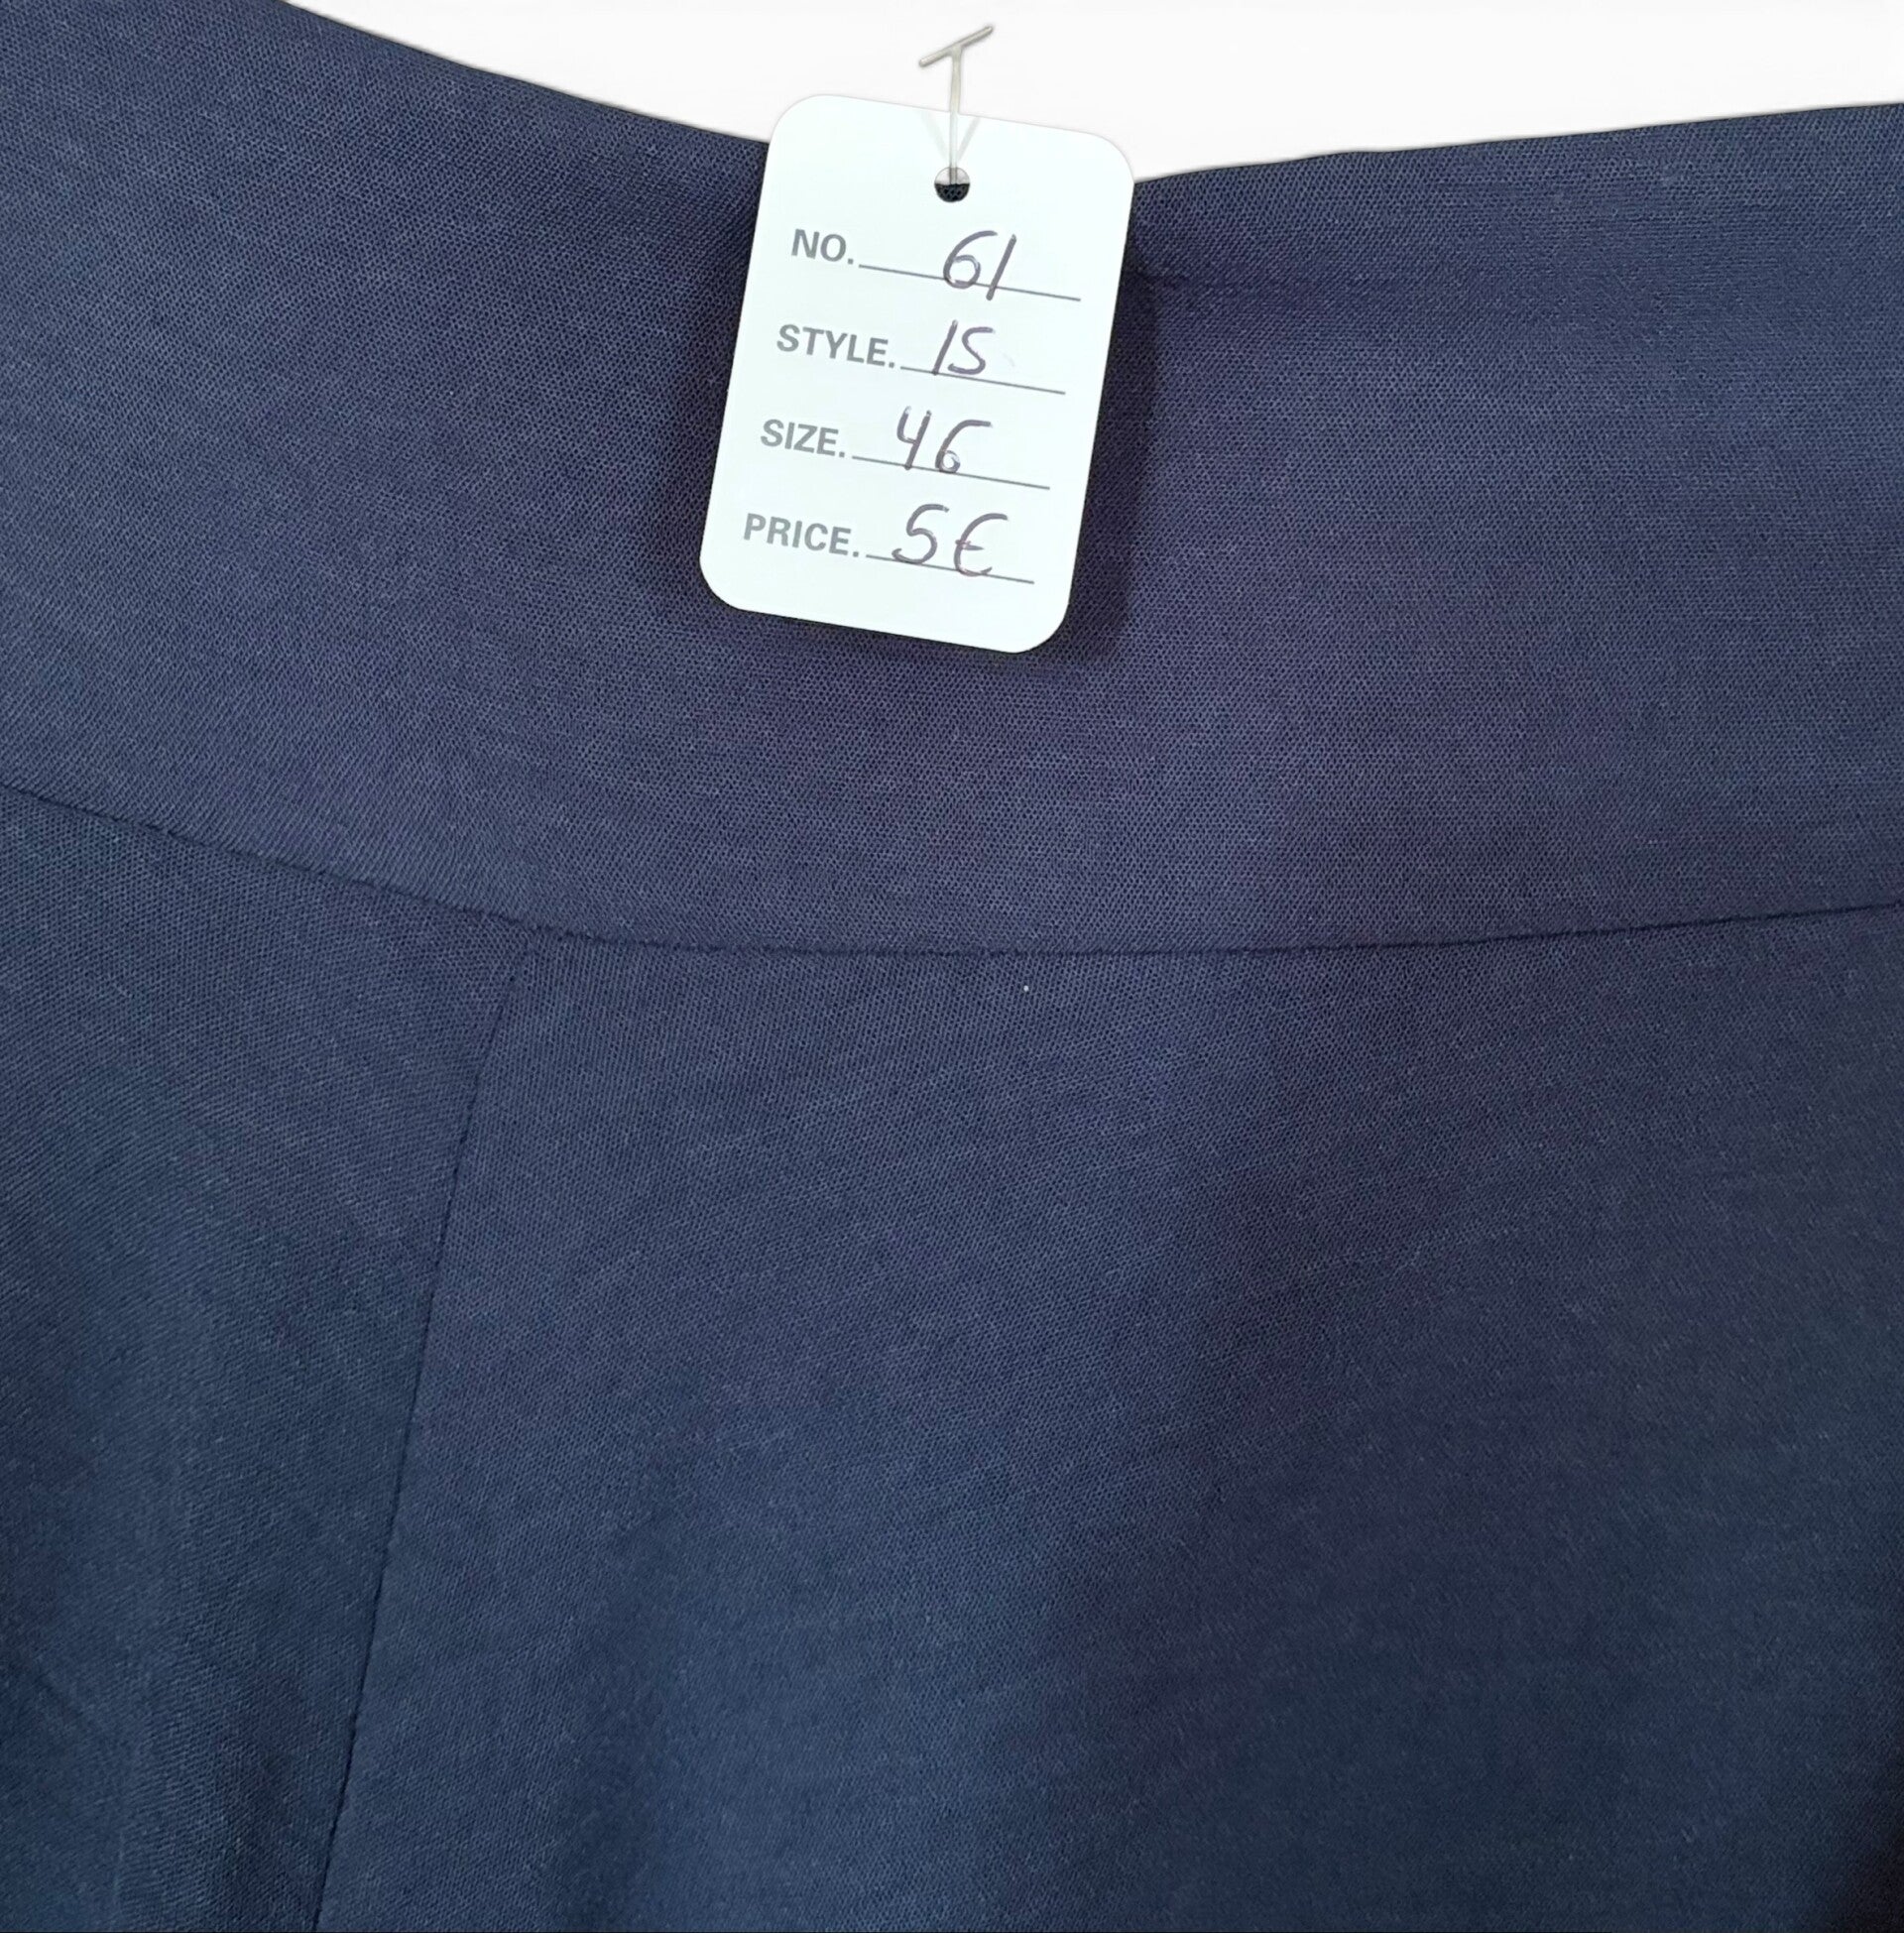 NO. 61
STYLE. 15
SIZE. 46
PRICE. 5€